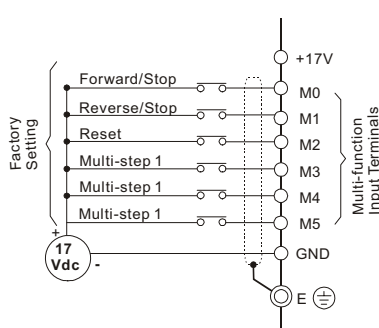 +17V
Forward/Stop
M0
Reverse/Stop
M1
Reset
M2
Multi-step 1
M3
Multi-step 1
M4
Multi-step 1
M5
Factory
Setting
Multi-function
Input Terminals
+
17
Vdc
-
GND
E